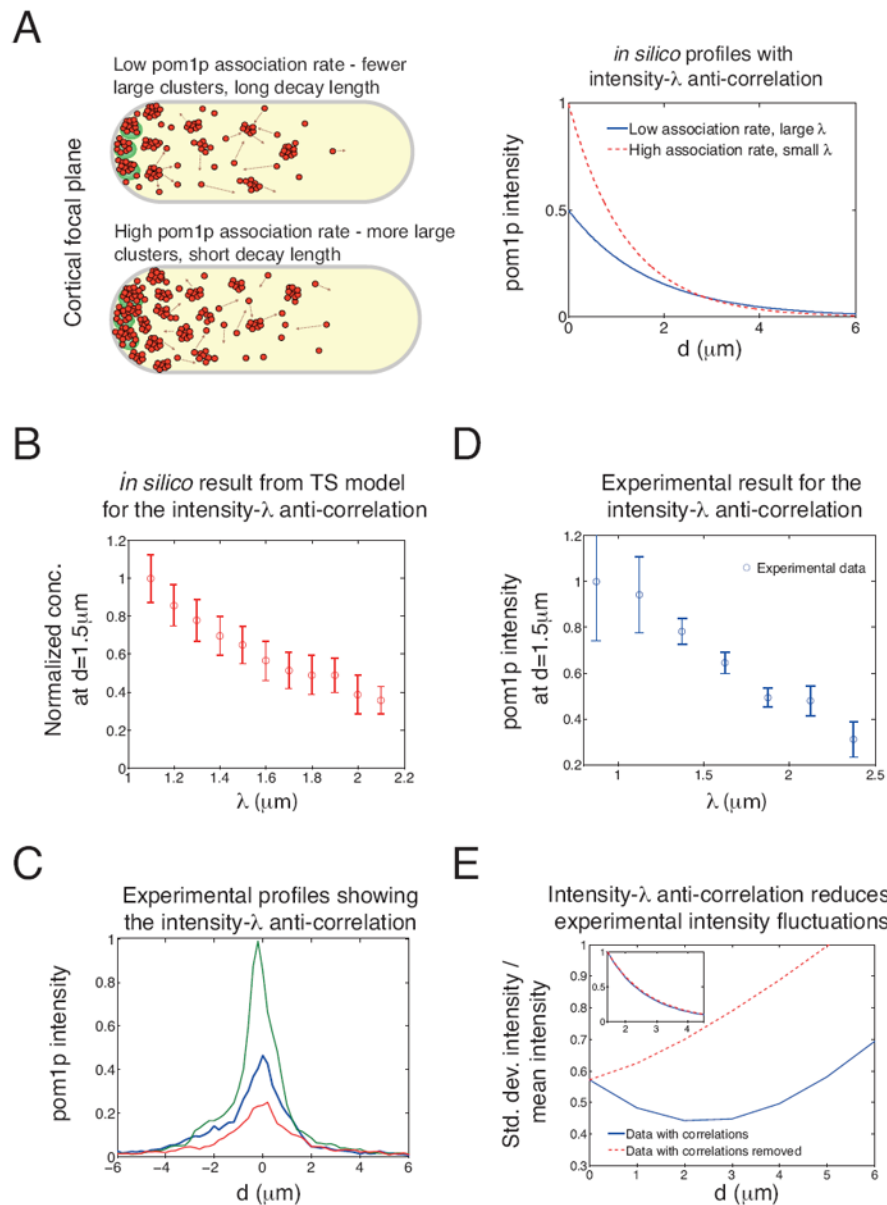 A
Low pom1p association rate - fewer
large clusters, long decay length
High pom1p association rate - more large
clusters, short decay length
Cortical focal plane
in silico profiles with
intensity-λ anti-correlation
Low association rate, large λ
High association rate, small λ
pom1p intensity
1
0.5
0
0 2 4 6
d (μm)
B
in silico result from TS model
for the intensity-λ anti-correlation
Normalized conc.
at d=1.5μm
1.2
1
0.8
0.6
0.4
0.2
0
1 1.2 1.4 1.6 1.8 2 2.2
λ (μm)
D
Experimental result for the
intensity-λ anti-correlation
Experimental data
pom1p intensity
at d=1.5μm
1.2
1
0.8
0.6
0.4
0.2
1 1.5 2 2.5
λ (μm)
C
Experimental profiles showing
the intensity-λ anti-correlation
pom1p intensity
1
0.8
0.6
0.4
0.2
0
−6 −4 −2 0 2 4 6
d (μm)
E
Intensity-λ anti-correlation reduces
experimental intensity fluctuations
Std. dev. intensity /
mean intensity
1
0.9
0.8
0.7
0.6
0.5
0.4
0.3
1
0.5
0
2 3 4
Data with correlations
Data with correlations removed
0 1 2 3 4 5 6
d (μm)